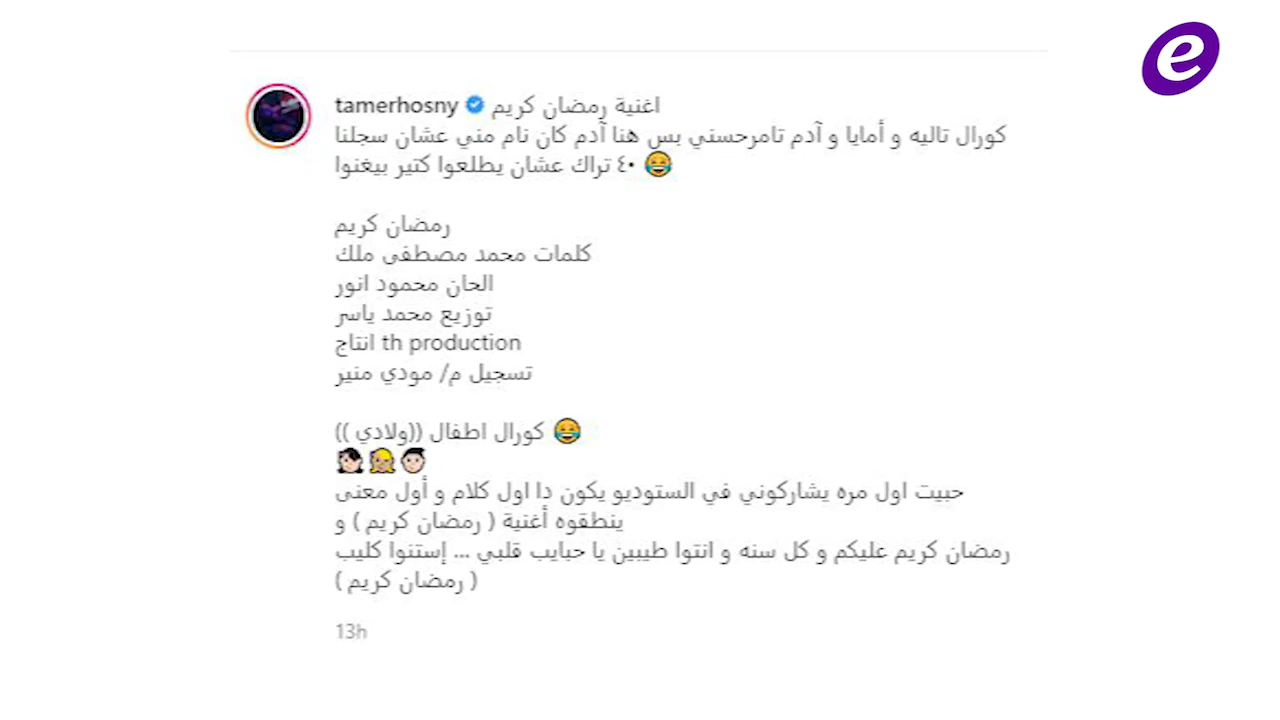 tamerhosny اغنية رمضان كريم
كورال تاليه و أمايا و آدم تامرحسني بس هنا آدم كان نام مني عشان سجلنا
٤٠ تراك عشان يطلعوا كتير بيغنوا 😂
رمضان كريم
كلمات محمد مصطفى ملك
الحان محمود انور
توزيع محمد ياسر
انتاج th production
تسجيل م/ مودي منير
كورال اطفال ((ولادي )) 😂
👧🏻👧🏼👦🏻
حبيت اول مره يشاركوني في الستوديو يكون دا اول كلام و أول معنى
ينطقوه أغنية ( رمضان كريم ) و
رمضان كريم عليكم و كل سنه و انتوا طيبين يا حبايب قلبي ... إستنوا كليب
( رمضان كريم )
13h
e